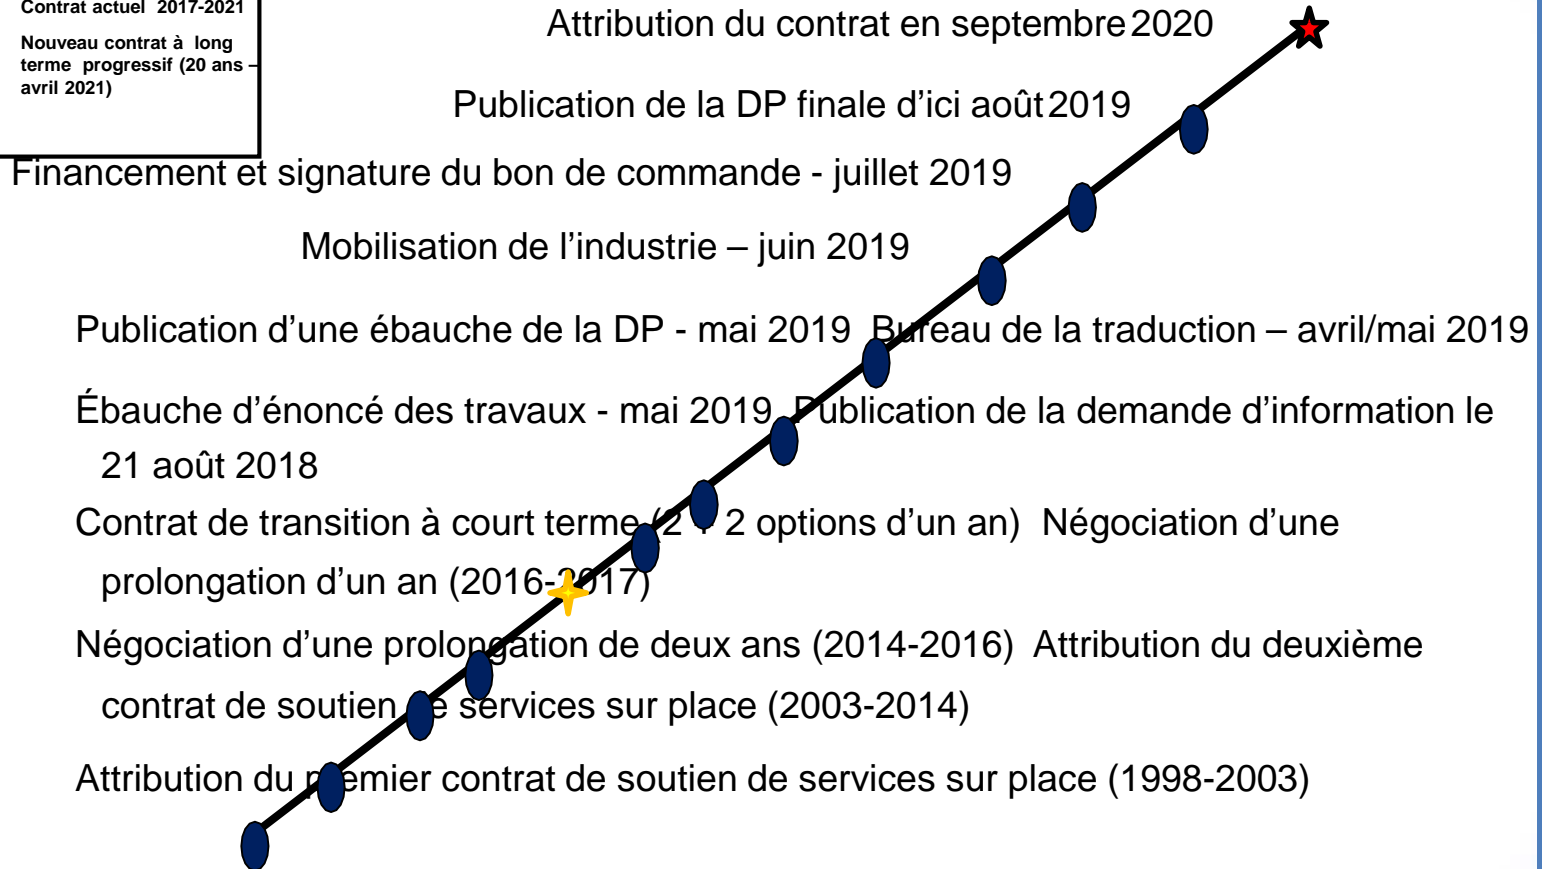 Contrat actuel 2017-2021
Nouveau contrat à long
terme progressif (20 ans –
avril 2021)
Attribution du contrat en septembre 2020
Publication de la DP finale d’ici août 2019
Financement et signature du bon de commande - juillet 2019
Mobilisation de l’industrie – juin 2019
Publication d’une ébauche de la DP - mai 2019 Bureau de la traduction – avril/mai 2019
Ébauche d’énoncé des travaux - mai 2019 Publication de la demande d’information le
21 août 2018
Contrat de transition à court terme (2 + 2 options d’un an) Négociation d’une
prolongation d’un an (2016-2017)
Négociation d’une prolongation de deux ans (2014-2016) Attribution du deuxième
contrat de soutien de services sur place (2003-2014)
Attribution du premier contrat de soutien de services sur place (1998-2003)